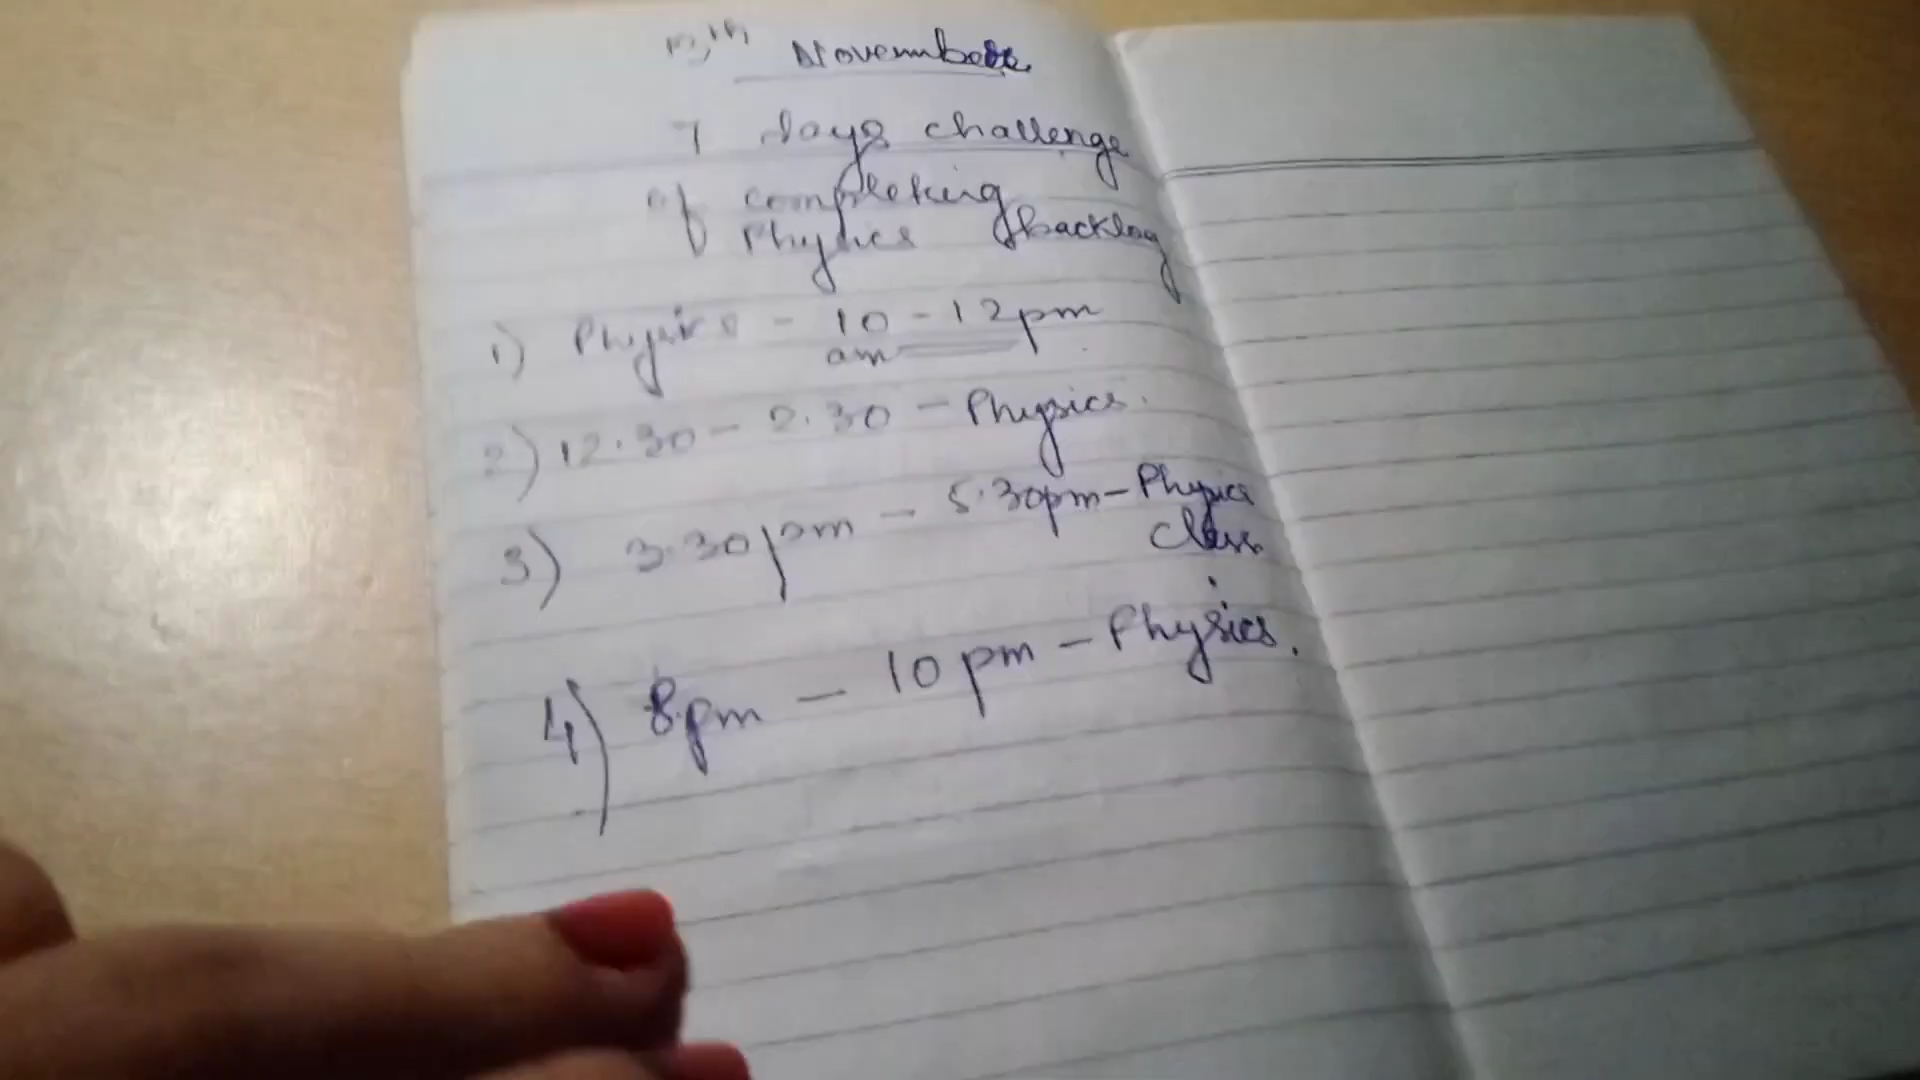 November
7 days challenge
of completing
Physics backlog
1) Physics - 10 - 12pm
am
2) 12.30 - 2.30 - Physics.
3) 3.30pm - 5.30pm - Physics
Class
4) 8pm - 10pm - Physics.